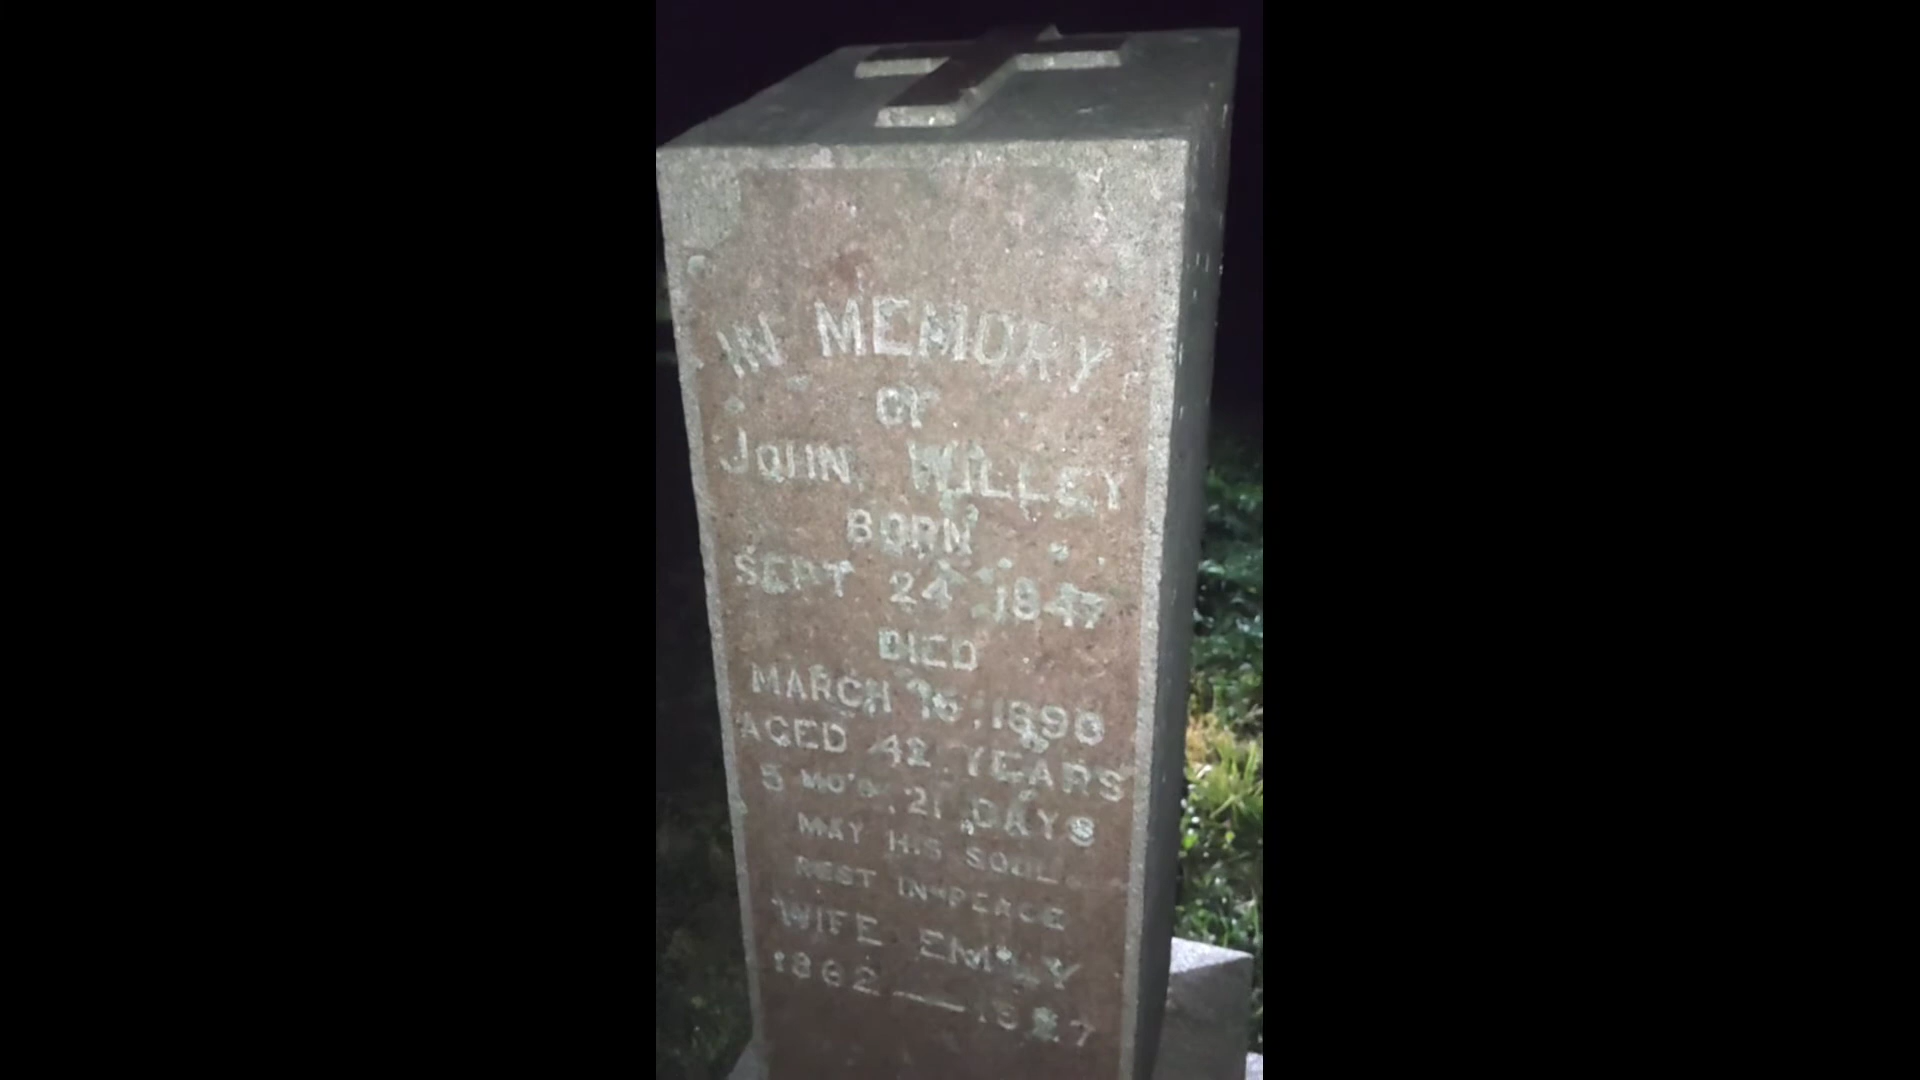 IN MEMORY
OF
JOHN WILLEY
BORN
SEPT 24, 1847
DIED
MARCH 1890
AGED 42 YEARS
5 MO'S, 21 DAYS
MAY HIS SOUL
REST IN PEACE
WIFE EMILY
1862—